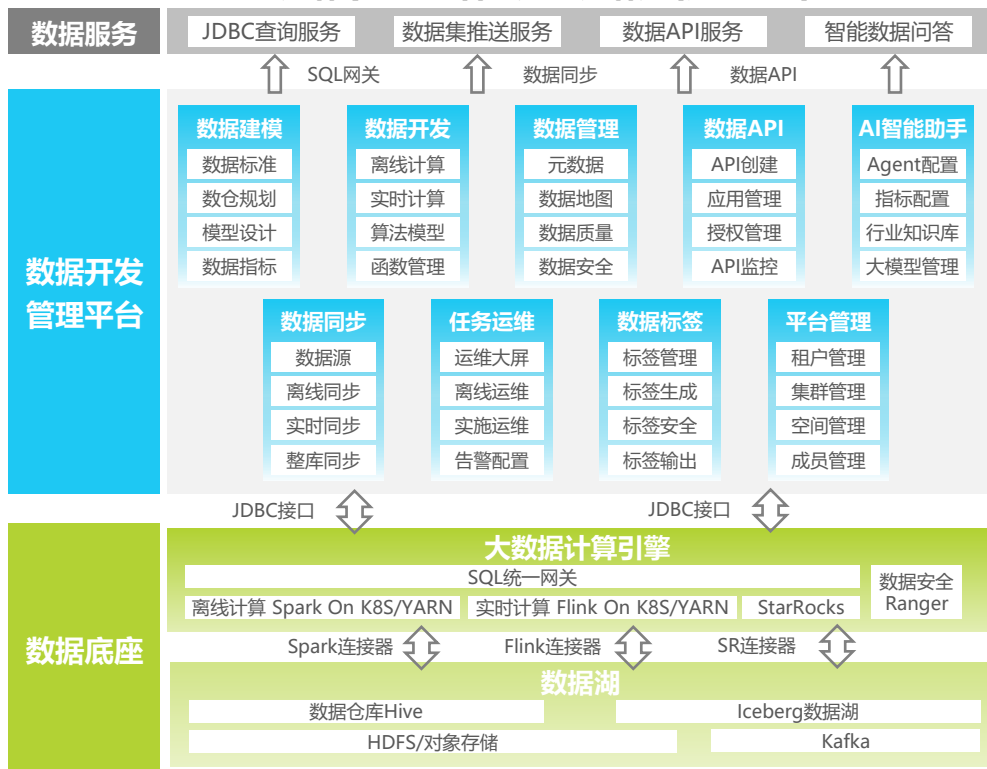 数据服务
JDBC查询服务
数据集推送服务
数据API服务
智能数据问答
SQL网关
数据同步
数据API
数据开发
管理平台
数据建模
数据标准
数仓规划
模型设计
数据指标
数据开发
离线计算
实时计算
算法模型
函数管理
数据管理
元数据
数据地图
数据质量
数据安全
数据API
API创建
应用管理
授权管理
API监控
AI智能助手
Agent配置
指标配置
行业知识库
大模型管理
数据同步
数据源
离线同步
实时同步
整库同步
任务运维
运维大屏
离线运维
实施运维
告警配置
数据标签
标签管理
标签生成
标签安全
标签输出
平台管理
租户管理
集群管理
空间管理
成员管理
JDBC接口
JDBC接口
数据底座
大数据计算引擎
SQL统一网关
离线计算 Spark On K8S/YARN
实时计算 Flink On K8S/YARN
StarRocks
数据安全
Ranger
Spark连接器
Flink连接器
SR连接器
数据湖
数据仓库Hive
Iceberg数据湖
HDFS/对象存储
Kafka